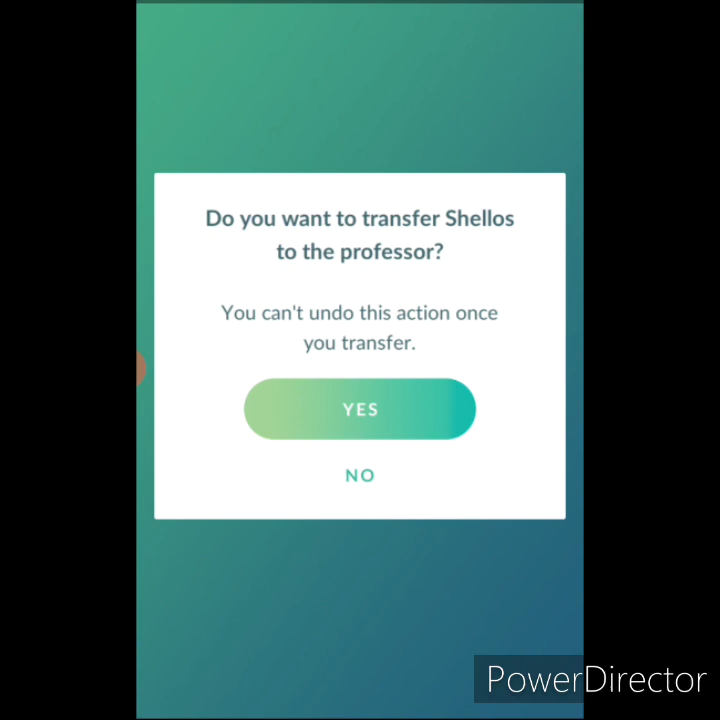 Do you want to transfer Shellos
to the professor?
You can't undo this action once
you transfer.
YES
NO
PowerDirector